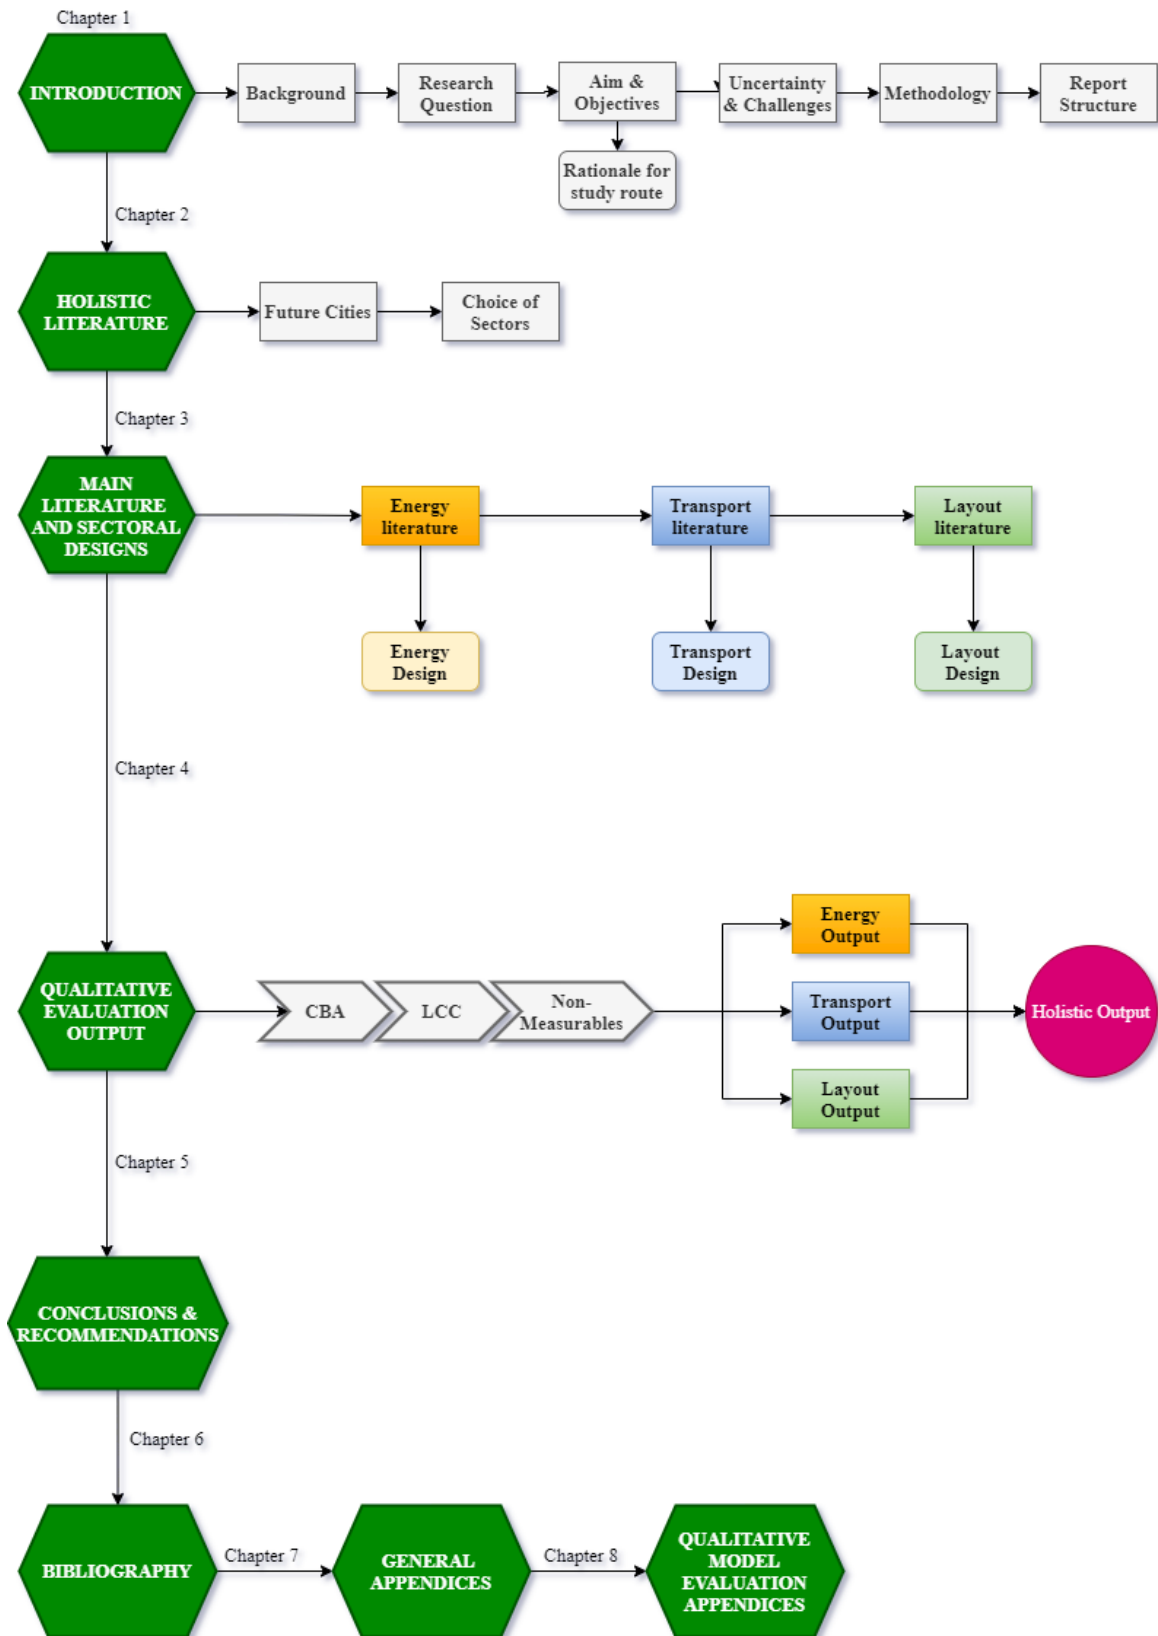 Chapter 1
INTRODUCTION
Background
Research
Question
Aim &
Objectives
Uncertainty
& Challenges
Methodology
Report
Structure
Rationale for
study route
Chapter 2
HOLISTIC
LITERATURE
Future Cities
Choice of
Sectors
Chapter 3
MAIN
LITERATURE
AND SECTORAL
DESIGNS
Energy
literature
Transport
literature
Layout
literature
Energy
Design
Transport
Design
Layout
Design
Chapter 4
QUALITATIVE
EVALUATION
OUTPUT
CBA
LCC
Non-
Measurables
Energy
Output
Transport
Output
Layout
Output
Holistic Output
Chapter 5
CONCLUSIONS &
RECOMMENDATIONS
Chapter 6
BIBLIOGRAPHY
Chapter 7
GENERAL
APPENDICES
Chapter 8
QUALITATIVE
MODEL
EVALUATION
APPENDICES